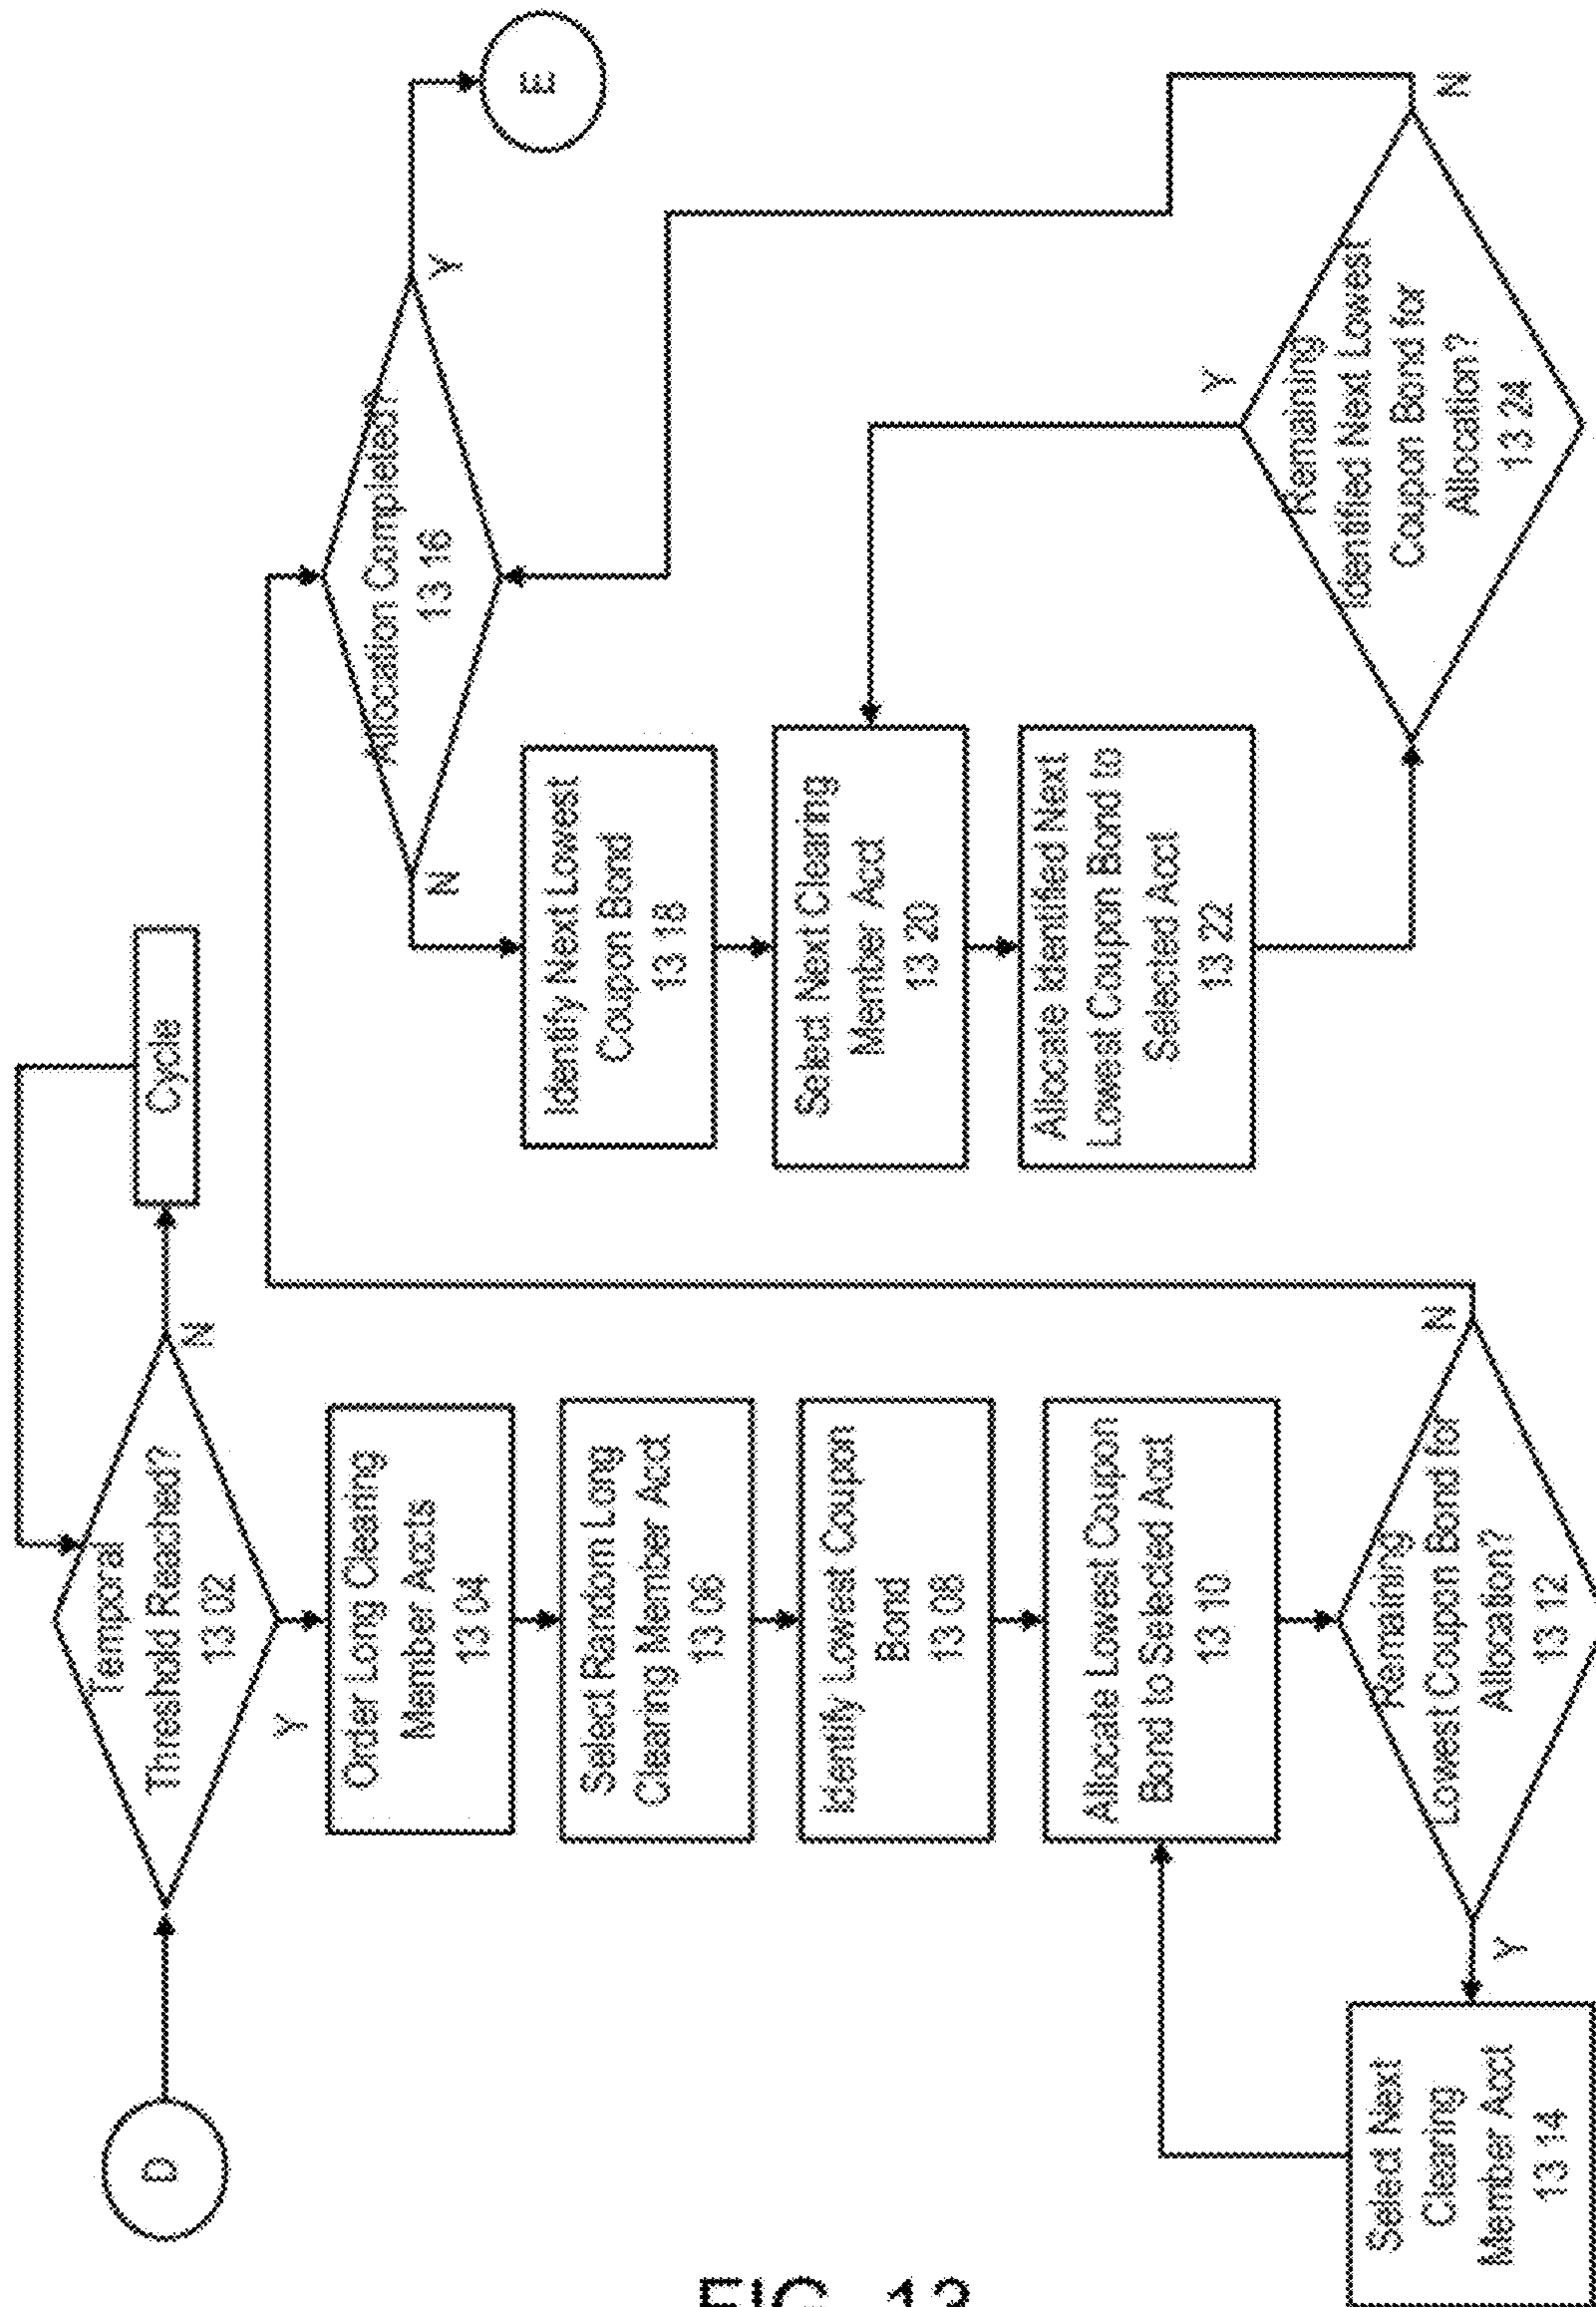 D
Temporal
Threshold Reached?
13 02
N
Cycle
Y
Order Long Clearing
Member Accts
13 04
Select Random Long
Clearing Member Acct
13 06
Identify Lowest Coupon
Bond
13 08
Allocate Lowest Coupon
Bond to Selected Acct
13 10
Remaining
Lowest Coupon Bond for
Allocation?
13 12
Y
N
Select Next
Clearing
Member Acct
13 14
Allocation Completed?
13 16
Y
E
N
Identify Next Lowest
Coupon Bond
13 18
Select Next Clearing
Member Acct
13 20
Allocate Identified Next
Lowest Coupon Bond to
Selected Acct
13 22
Remaining
Identified Next Lowest
Coupon Bond for
Allocation?
13 24
Y
N
FIG. 13